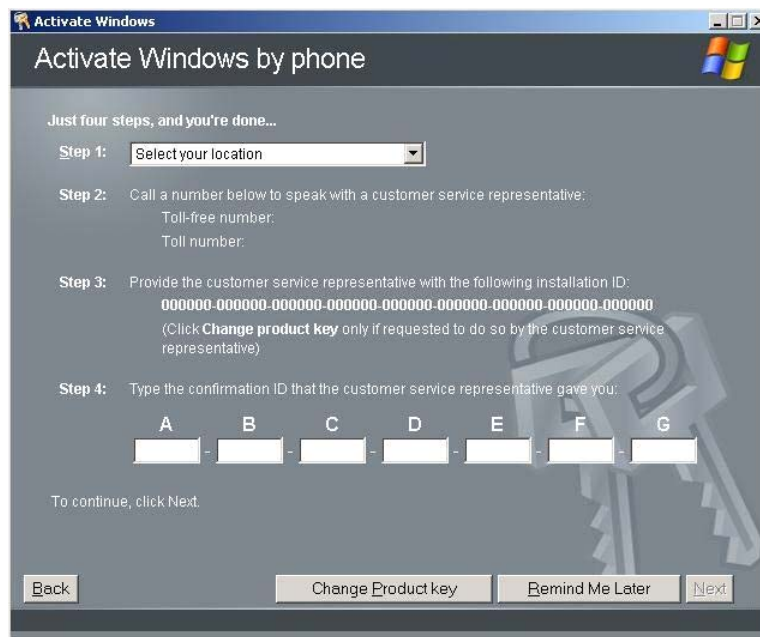 Activate Windows
Activate Windows by phone
Just four steps, and you're done...
Step 1: Select your location
Step 2: Call a number below to speak with a customer service representative:
Toll-free number:
Toll number:
Step 3: Provide the customer service representative with the following installation ID:
000000-000000-000000-000000-000000-000000-000000-000000-000000
(Click Change product key only if requested to do so by the customer service
representative)
Step 4: Type the confirmation ID that the customer service representative gave you:
A B C D E F G
- - - - - -
To continue, click Next.
Back Change Product key Remind Me Later Next